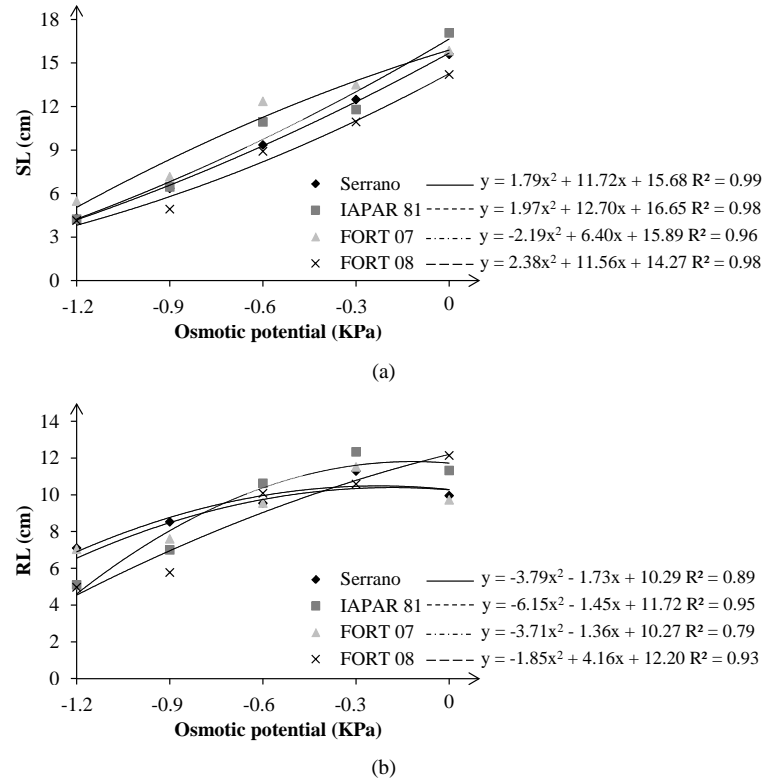 18
15
12
9
6
3
0
SL (cm)
Serrano y = 1.79x² + 11.72x + 15.68 R² = 0.99
IAPAR 81 y = 1.97x² + 12.70x + 16.65 R² = 0.98
FORT 07 y = -2.19x² + 6.40x + 15.89 R² = 0.96
FORT 08 y = 2.38x² + 11.56x + 14.27 R² = 0.98
-1.2 -0.9 -0.6 -0.3 0
Osmotic potential (KPa)
(a)
14
12
10
8
6
4
2
0
RL (cm)
Serrano y = -3.79x² - 1.73x + 10.29 R² = 0.89
IAPAR 81 y = -6.15x² - 1.45x + 11.72 R² = 0.95
FORT 07 y = -3.71x² - 1.36x + 10.27 R² = 0.79
FORT 08 y = -1.85x² + 4.16x + 12.20 R² = 0.93
-1.2 -0.9 -0.6 -0.3 0
Osmotic potential (KPa)
(b)